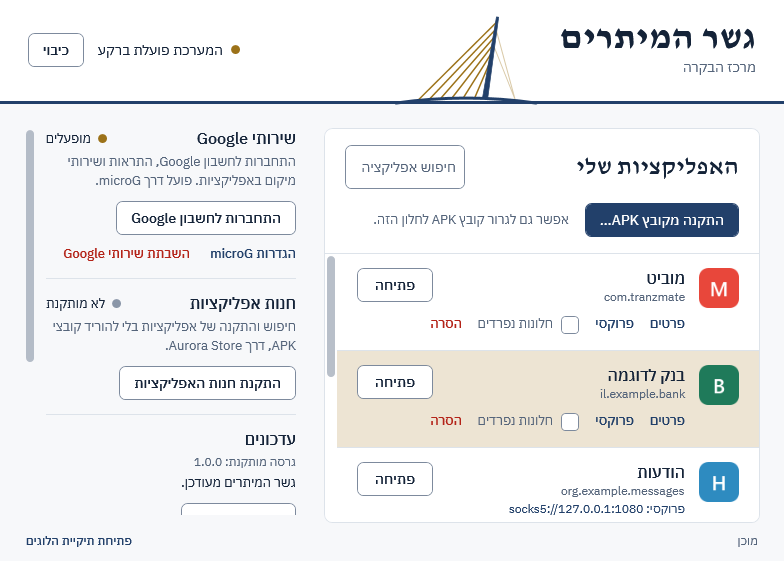 גשר המיתרים
מרכז הבקרה
המערכת פועלת ברקע
כיבוי
האפליקציות שלי
חיפוש אפליקציה
התקנה מקובץ APK...
אפשר גם לגרור קובץ APK לחלון הזה.
M
מוביט
com.tranzmate
פתיחה
פרטים
פרוקסי
חלונות נפרדים
הסרה
B
בנק לדוגמה
il.example.bank
פתיחה
פרטים
פרוקסי
חלונות נפרדים
הסרה
H
הודעות
org.example.messages
פרוקסי: socks5://127.0.0.1:1080
פתיחה
שירותי Google
מופעלים
התחברות לחשבון Google, התראות ושירותי
מיקום באפליקציות. פועל דרך microG.
התחברות לחשבון Google
הגדרות microG
השבתת שירותי Google
חנות אפליקציות
לא מותקנת
חיפוש והתקנה של אפליקציות בלי להוריד קובצי
APK, דרך Aurora Store.
התקנת חנות האפליקציות
עדכונים
גרסה מותקנת: 1.0.0
גשר המיתרים מעודכן.
מוכן
פתיחת תיקיית הלוגים